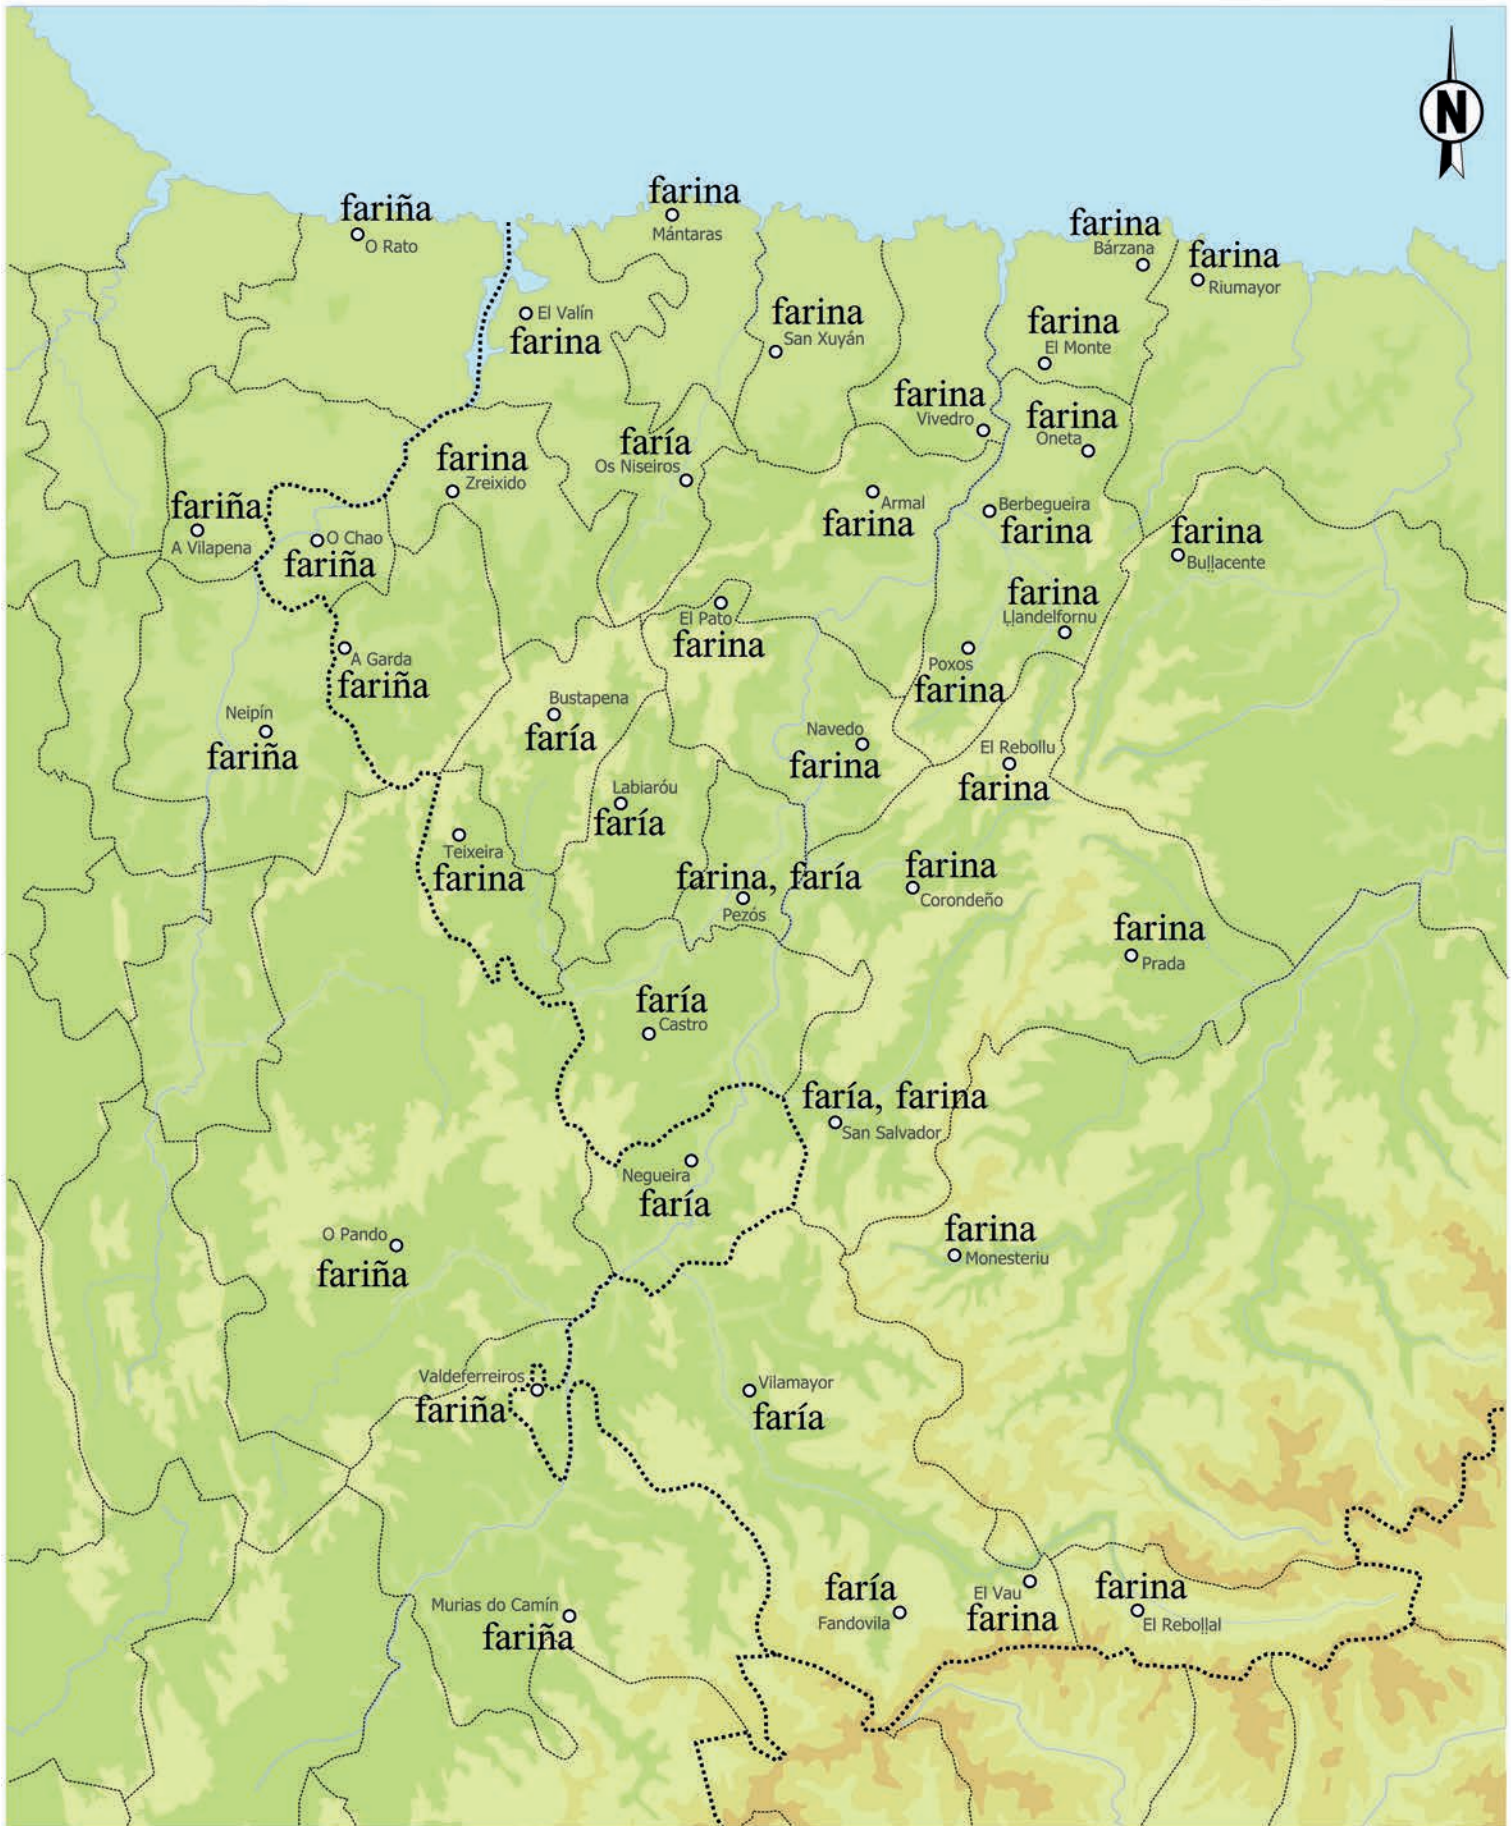 N
farina
Mántaras
fariña
O Rato
farina
Bárzana
farina
Riumayor
El Valín
farina
farina
San Xuyán
farina
El Monte
farina
Vivedro
farina
Oneta
faría
Os Niseiros
farina
Zreixido
fariña
A Vilapena
O Chao
fariña
Armal
farina
Berbegueira
farina
farina
Buḷḷacente
farina
Ḷḷandelfornu
El Pato
farina
A Garda
fariña
Poxos
farina
Bustapena
faría
Neipín
fariña
Navedo
farina
El Rebollu
farina
Labiaróu
faría
Teixeira
farina
farina, faría
Pezós
farina
Corondeño
farina
Prada
faría
Castro
faría, farina
San Salvador
Negueira
faría
O Pando
fariña
farina
Monesteriu
Valdeferreiros
fariña
Vilamayor
faría
Murias do Camín
fariña
faría
Fandovila
El Vau
farina
farina
El Reboḷḷal